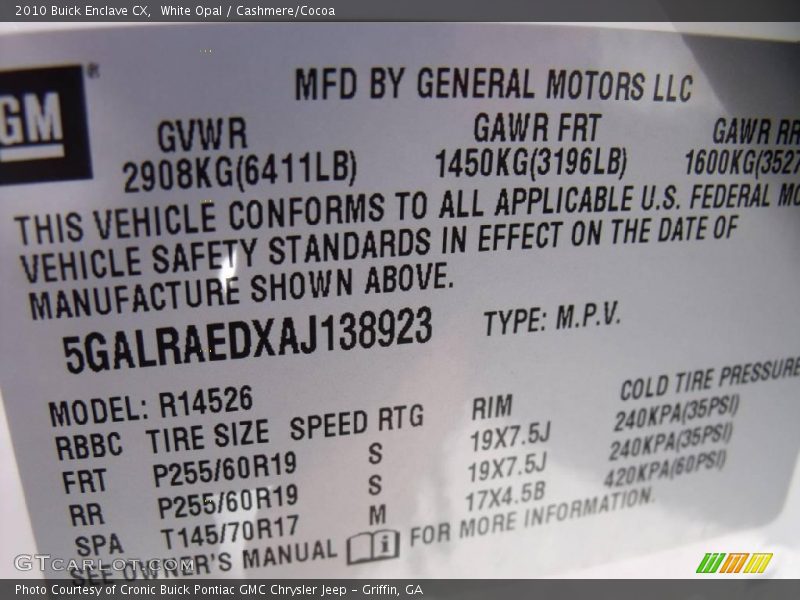 2010 Buick Enclave CX, White Opal / Cashmere/Cocoa
GM®
MFD BY GENERAL MOTORS LLC
GVWR GAWR FRT GAWR RR
2908KG(6411LB) 1450KG(3196LB) 1600KG(3527
THIS VEHICLE CONFORMS TO ALL APPLICABLE U.S. FEDERAL MO
VEHICLE SAFETY STANDARDS IN EFFECT ON THE DATE OF
MANUFACTURE SHOWN ABOVE.
5GALRAEDXAJ138923 TYPE: M.P.V.
MODEL: R14526
RBBC TIRE SIZE SPEED RTG RIM COLD TIRE PRESSURE
FRT P255/60R19 S 19X7.5J 240KPA(35PSI)
RR P255/60R19 S 19X7.5J 240KPA(35PSI)
SPA T145/70R17 M 17X4.5B 420KPA(60PSI)
SEE OWNER'S MANUAL i FOR MORE INFORMATION.
GTCARLOT.COM
Photo Courtesy of Cronic Buick Pontiac GMC Chrysler Jeep - Griffin, GA